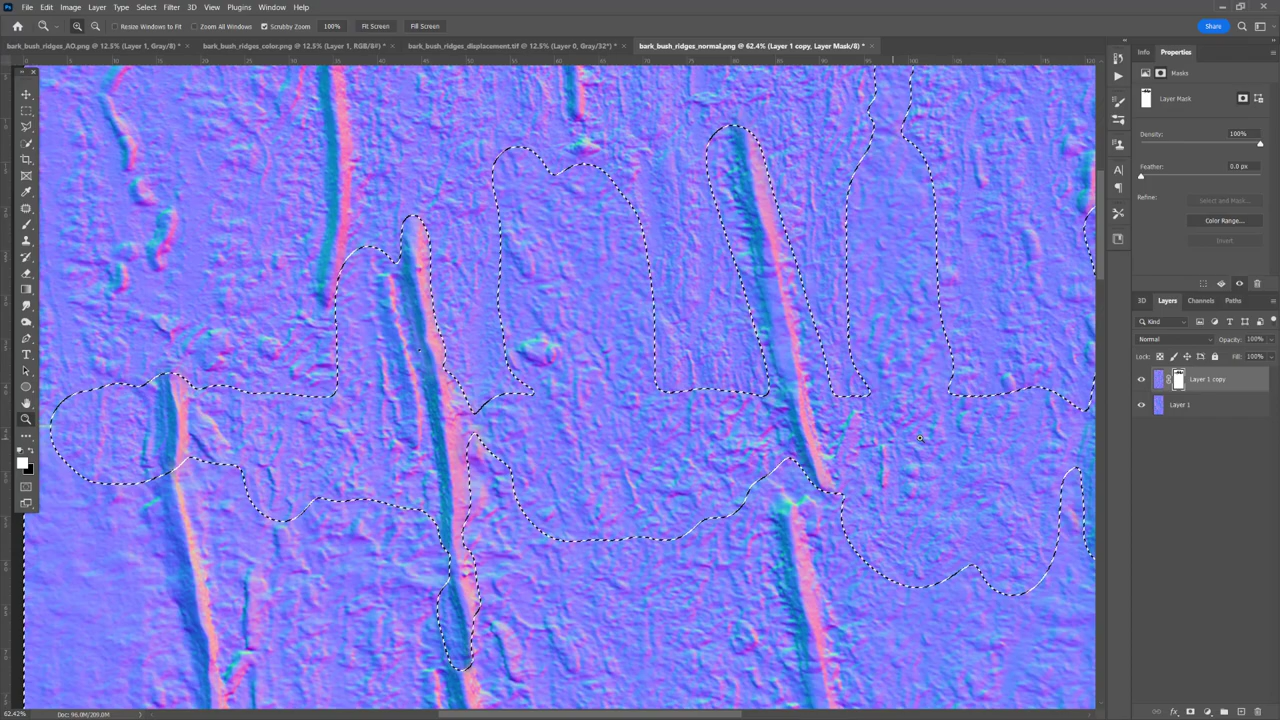 File Edit Image Layer Type Select Filter 3D View Plugins Window Help
Resize Windows to Fit Zoom All Windows Scrubby Zoom 100% Fit Screen Fill Screen Share
bark_bush_ridges_AO.png @ 12.5% (Layer 1, Gray/8) * × bark_bush_ridges_color.png @ 12.5% (Layer 1, RGB/8#) * × bark_bush_ridges_displacement.tif @ 12.5% (Layer 0, Gray/32*) * × bark_bush_ridges_normal.png @ 62.4% (Layer 1 copy, Layer Mask/8) * ×
Info Properties
Masks
Layer Mask
Density: 100%
Feather: 0.0 px
Refine: Select and Mask...
Color Range...
Invert
3D Layers Channels Paths
Kind
Normal Opacity: 100%
Lock: Fill: 100%
Layer 1 copy
Layer 1
62.42% Doc: 96.0M/209.0M